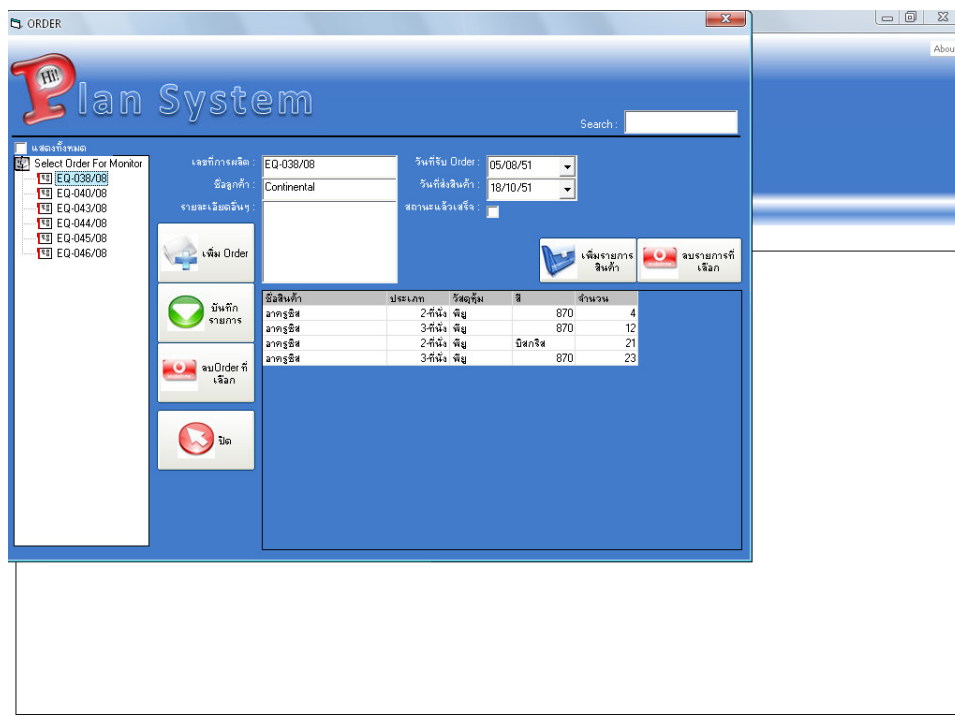 ORDER
Abou
Hi!
Plan System
Search :
แสดงทั้งหมด
Select Order For Monitor
EQ-038/08
EQ-040/08
EQ-043/08
EQ-044/08
EQ-045/08
EQ-046/08
เลขที่การผลิต : EQ-038/08
วันที่รับ Order : 05/08/51
ชื่อลูกค้า : Continental
วันที่ส่งสินค้า : 18/10/51
รายละเอียดอื่นๆ :
สถานะแล้วเสร็จ :
เพิ่ม Order
เพิ่มรายการ
สินค้า
ลบรายการที่
เลือก
บันทึก
รายการ
ลบOrder ที่
เลือก
ปิด
ชื่อสินค้า ประเภท วัสดุหุ้ม สี จำนวน
อาครูซิส 2-ที่นั่ง พียู 870 4
อาครูซิส 3-ที่นั่ง พียู 870 12
อาครูซิส 2-ที่นั่ง พียู บิสกริส 21
อาครูซิส 3-ที่นั่ง พียู 870 23